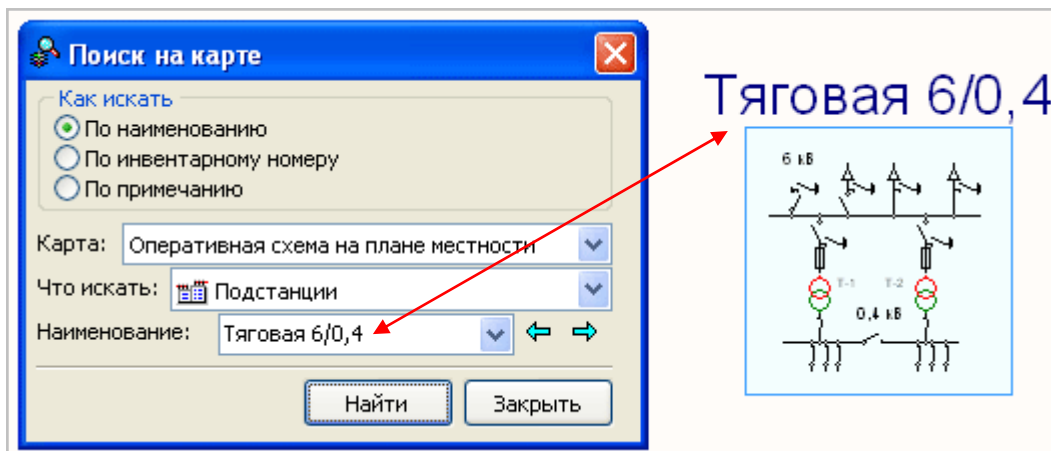 Поиск на карте
Как искать
По наименованию
По инвентарному номеру
По примечанию
Карта: Оперативная схема на плане местности
Что искать: Подстанции
Наименование: Тяговая 6/0,4
Найти Закрыть
Тяговая 6/0,4
6 кВ
Т-1 Т-2
0,4 кВ